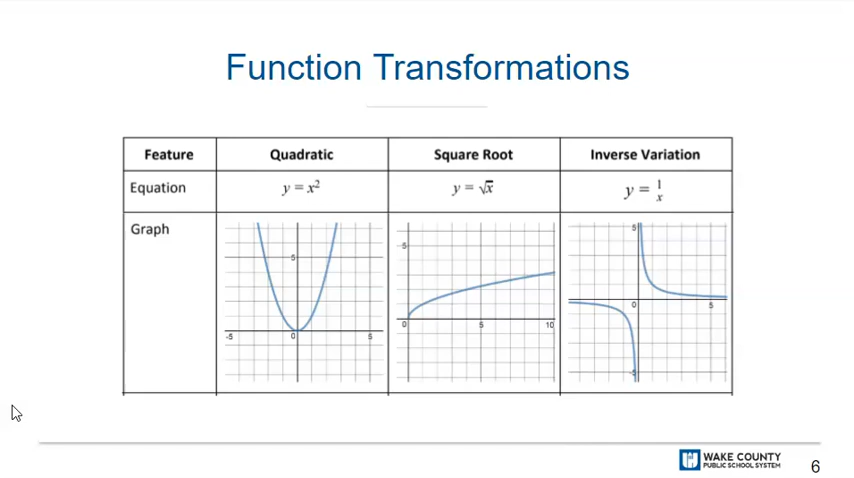 Function Transformations
Feature Quadratic Square Root Inverse Variation
Equation y = x² y = √x y = 1/x
Graph
5
-5 0 5
5
0 5 10
5
0 5
-5
WAKE COUNTY
PUBLIC SCHOOL SYSTEM
6